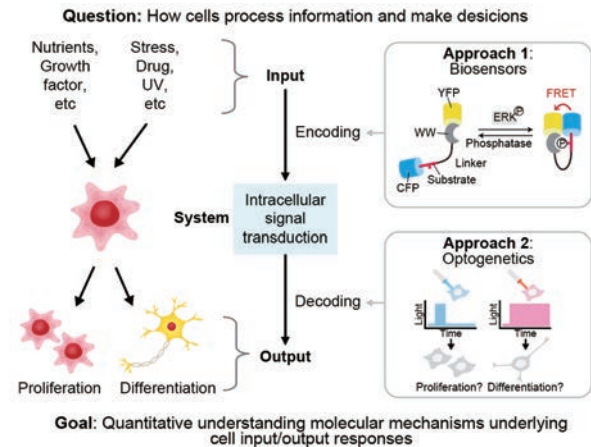 Question: How cells process information and make desicions
Nutrients,
Growth
factor,
etc
Stress,
Drug,
UV,
etc
Input
Encoding
System
Intracellular
signal
transduction
Decoding
Output
Proliferation
Differentiation
Approach 1:
Biosensors
YFP
FRET
ERK
P
WW
Phosphatase
P
Linker
Substrate
CFP
Approach 2:
Optogenetics
Light
Time
Light
Time
Proliferation?
Differentiation?
Goal: Quantitative understanding molecular mechanisms underlying
cell input/output responses